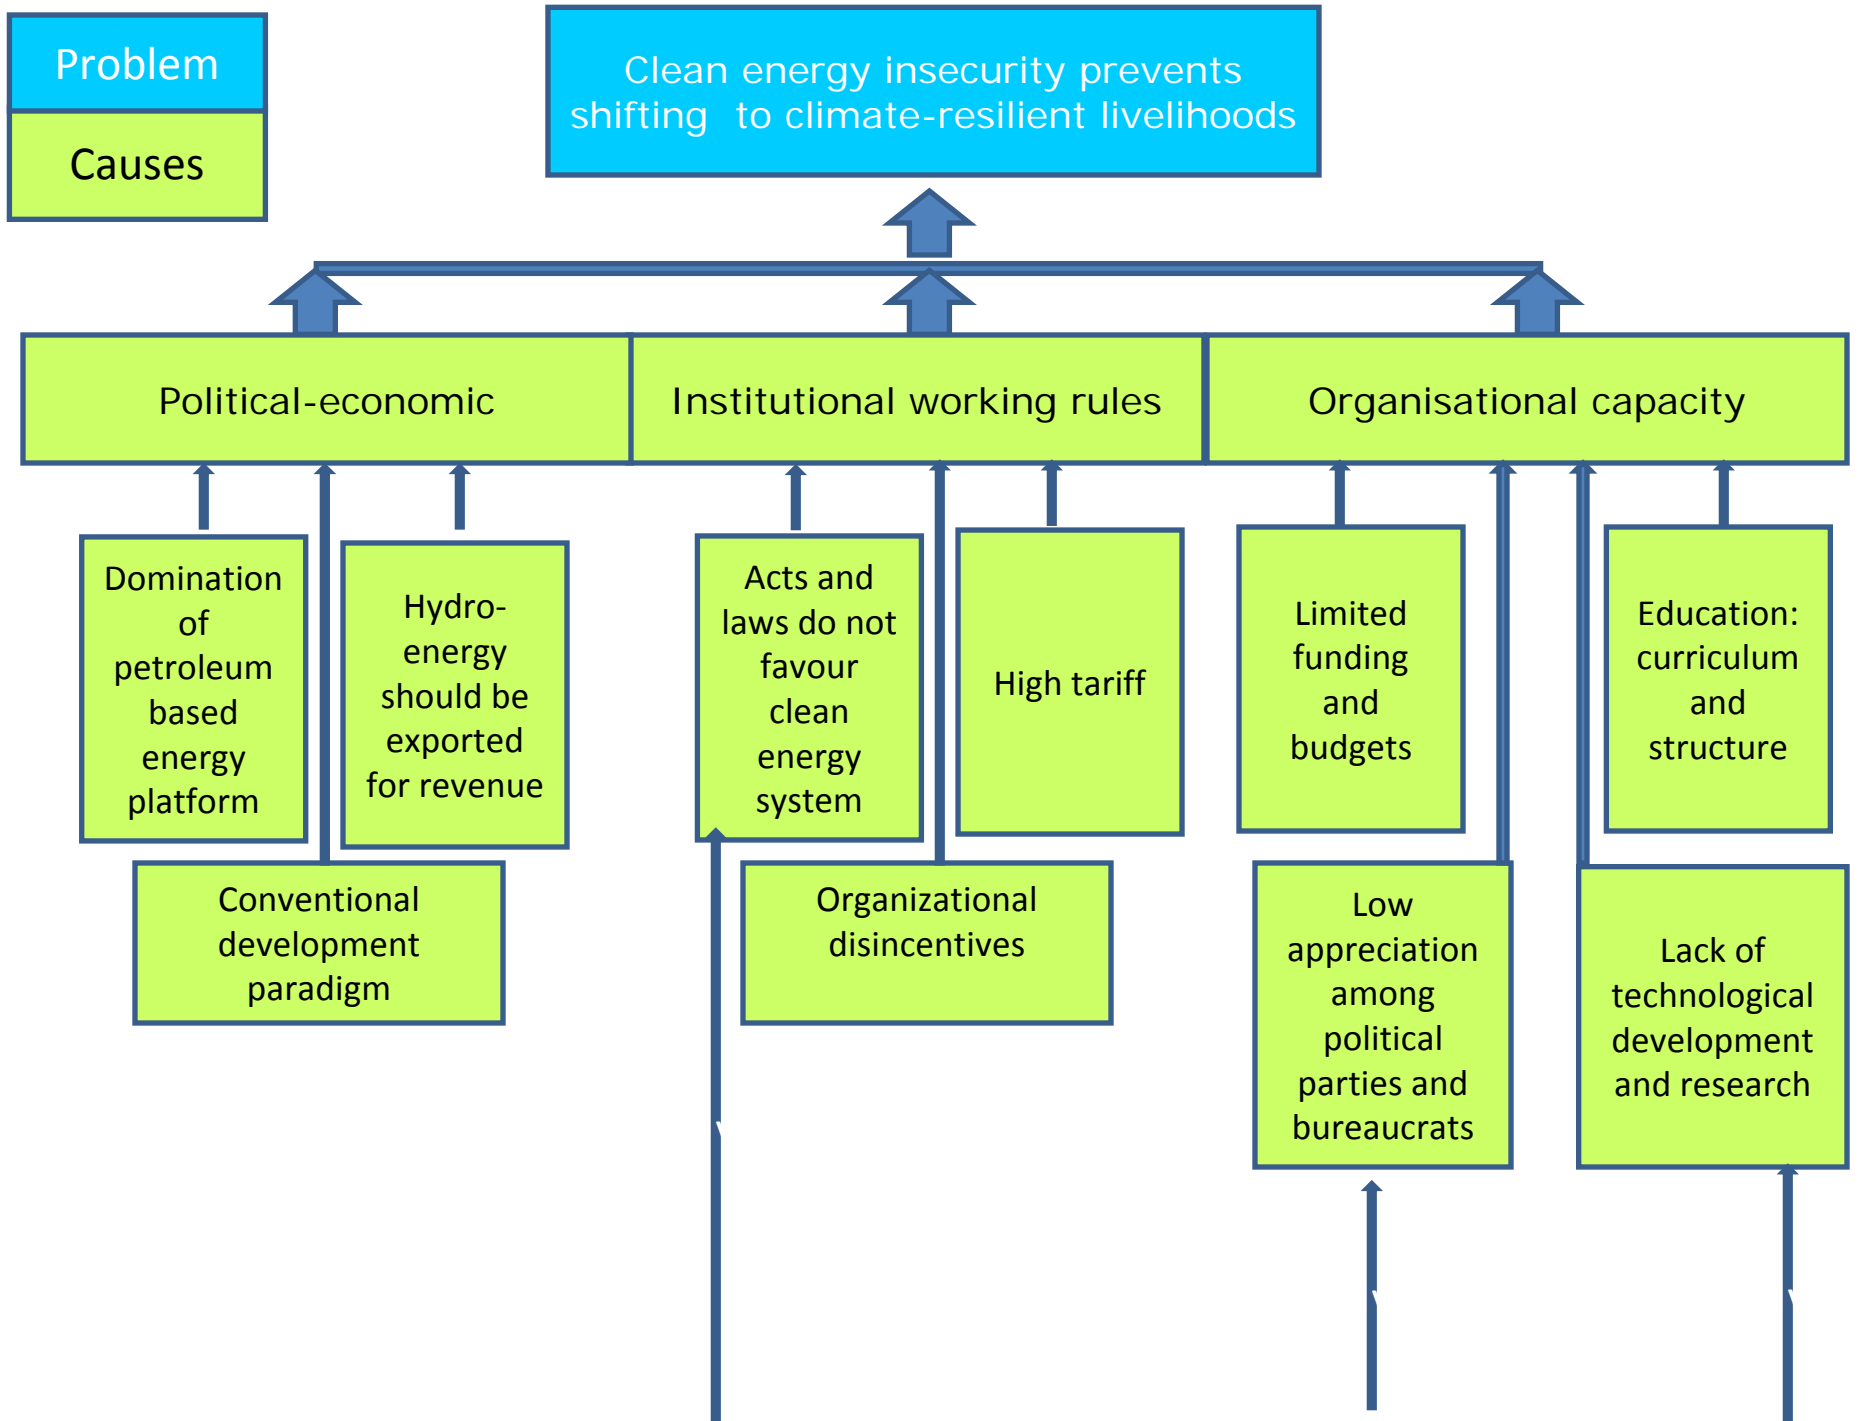 Problem
Causes
Clean energy insecurity prevents
shifting to climate-resilient livelihoods
Political-economic
Institutional working rules
Organisational capacity
Domination
of
petroleum
based
energy
platform
Hydro-
energy
should be
exported
for revenue
Conventional
development
paradigm
Acts and
laws do not
favour
clean
energy
system
High tariff
Organizational
disincentives
Limited
funding
and
budgets
Education:
curriculum
and
structure
Low
appreciation
among
political
parties and
bureaucrats
Lack of
technological
development
and research